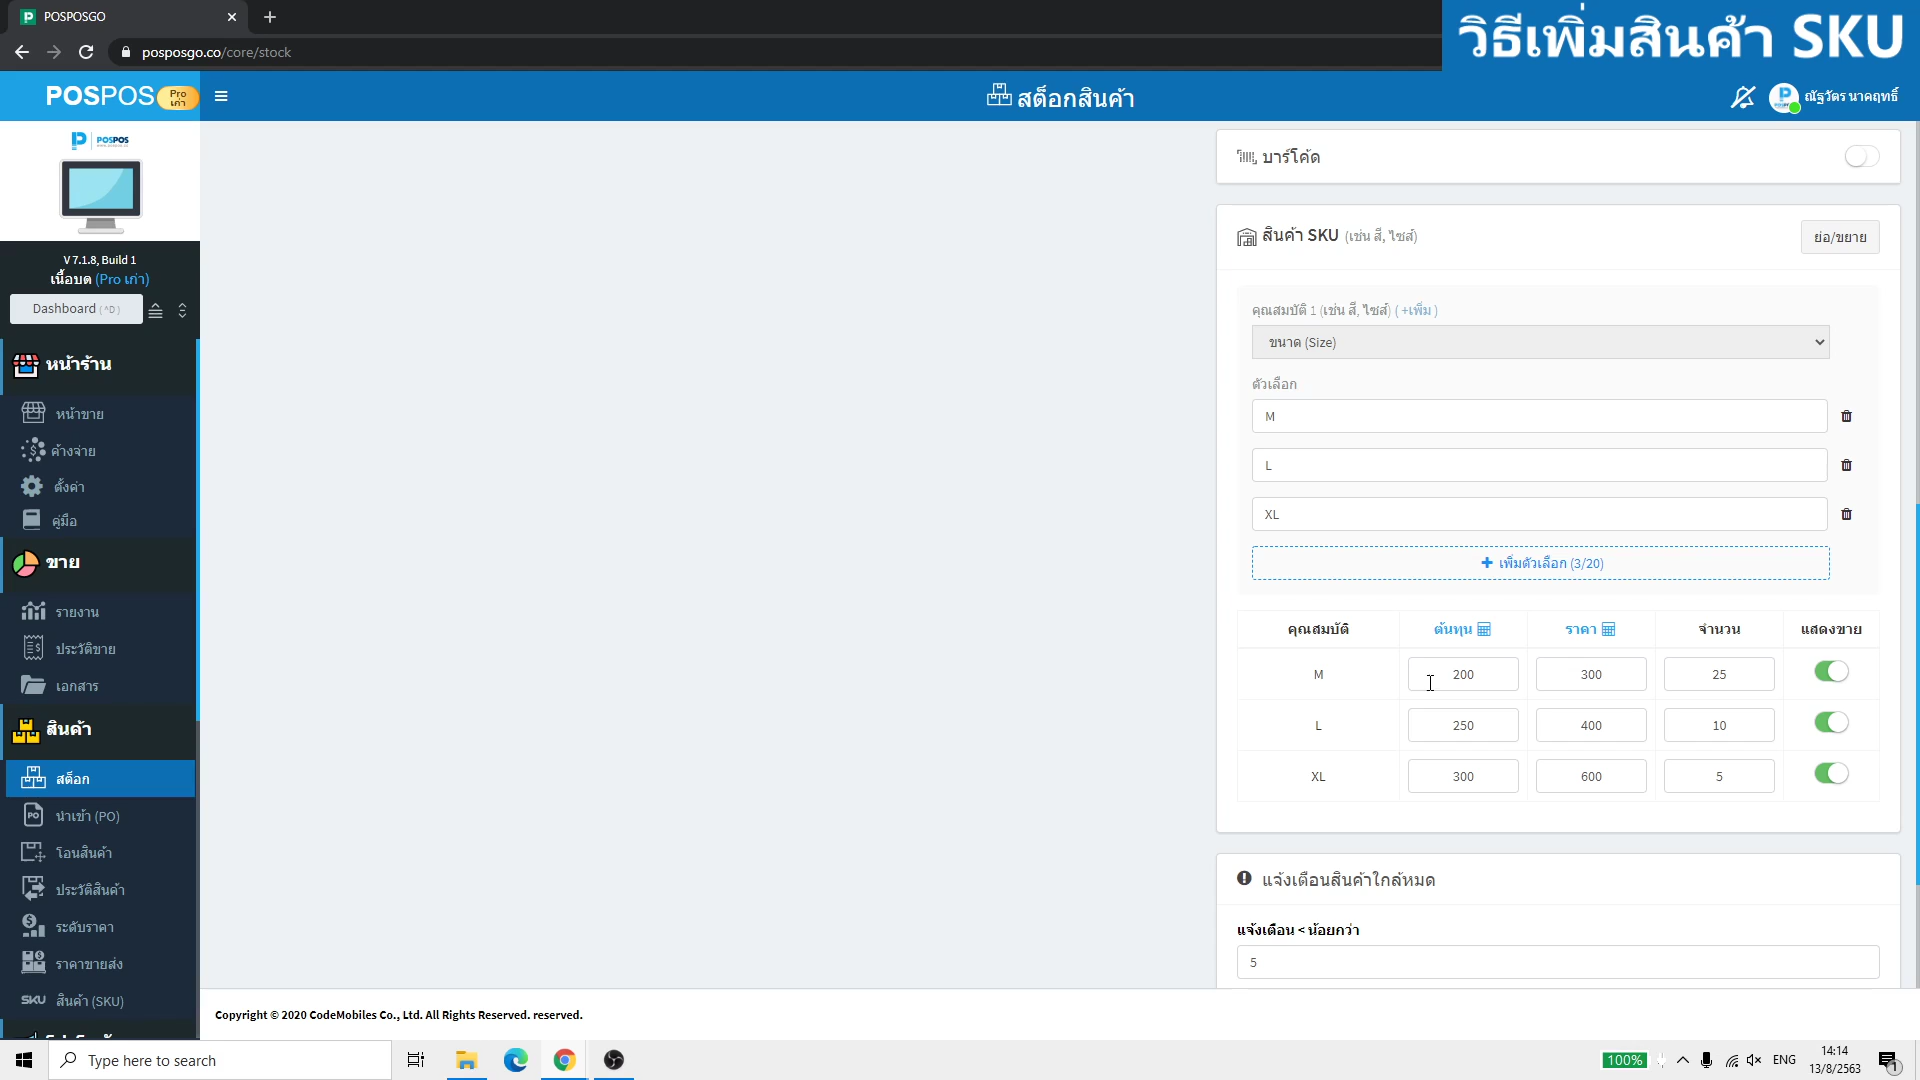 POSPOSGO
วิธีเพิ่มสินค้า SKU
posposgo.co/core/stock
POSPOS Pro เก่า
สต็อกสินค้า
ณัฐวัตร นาคฤทธิ์
POSPOS
V 7.1.8, Build 1
เนื้อบด (Pro เก่า)
Dashboard (^D)
หน้าร้าน
หน้าขาย
ค้างจ่าย
ตั้งค่า
คู่มือ
ขาย
รายงาน
ประวัติขาย
เอกสาร
สินค้า
สต็อก
นำเข้า (PO)
โอนสินค้า
ประวัติสินค้า
ระดับราคา
ราคาขายส่ง
SKU สินค้า (SKU)
บาร์โค้ด
สินค้า SKU (เช่น สี, ไซส์)
ย่อ/ขยาย
คุณสมบัติ 1 (เช่น สี, ไซส์) ( +เพิ่ม )
ขนาด (Size)
ตัวเลือก
M
L
XL
+ เพิ่มตัวเลือก (3/20)
คุณสมบัติ ต้นทุน ราคา จำนวน แสดงขาย
M 200 300 25
L 250 400 10
XL 300 600 5
แจ้งเตือนสินค้าใกล้หมด
แจ้งเตือน < น้อยกว่า
5
Copyright © 2020 CodeMobiles Co., Ltd. All Rights Reserved. reserved.
Type here to search
100%
ENG
14:14
13/8/2563
1